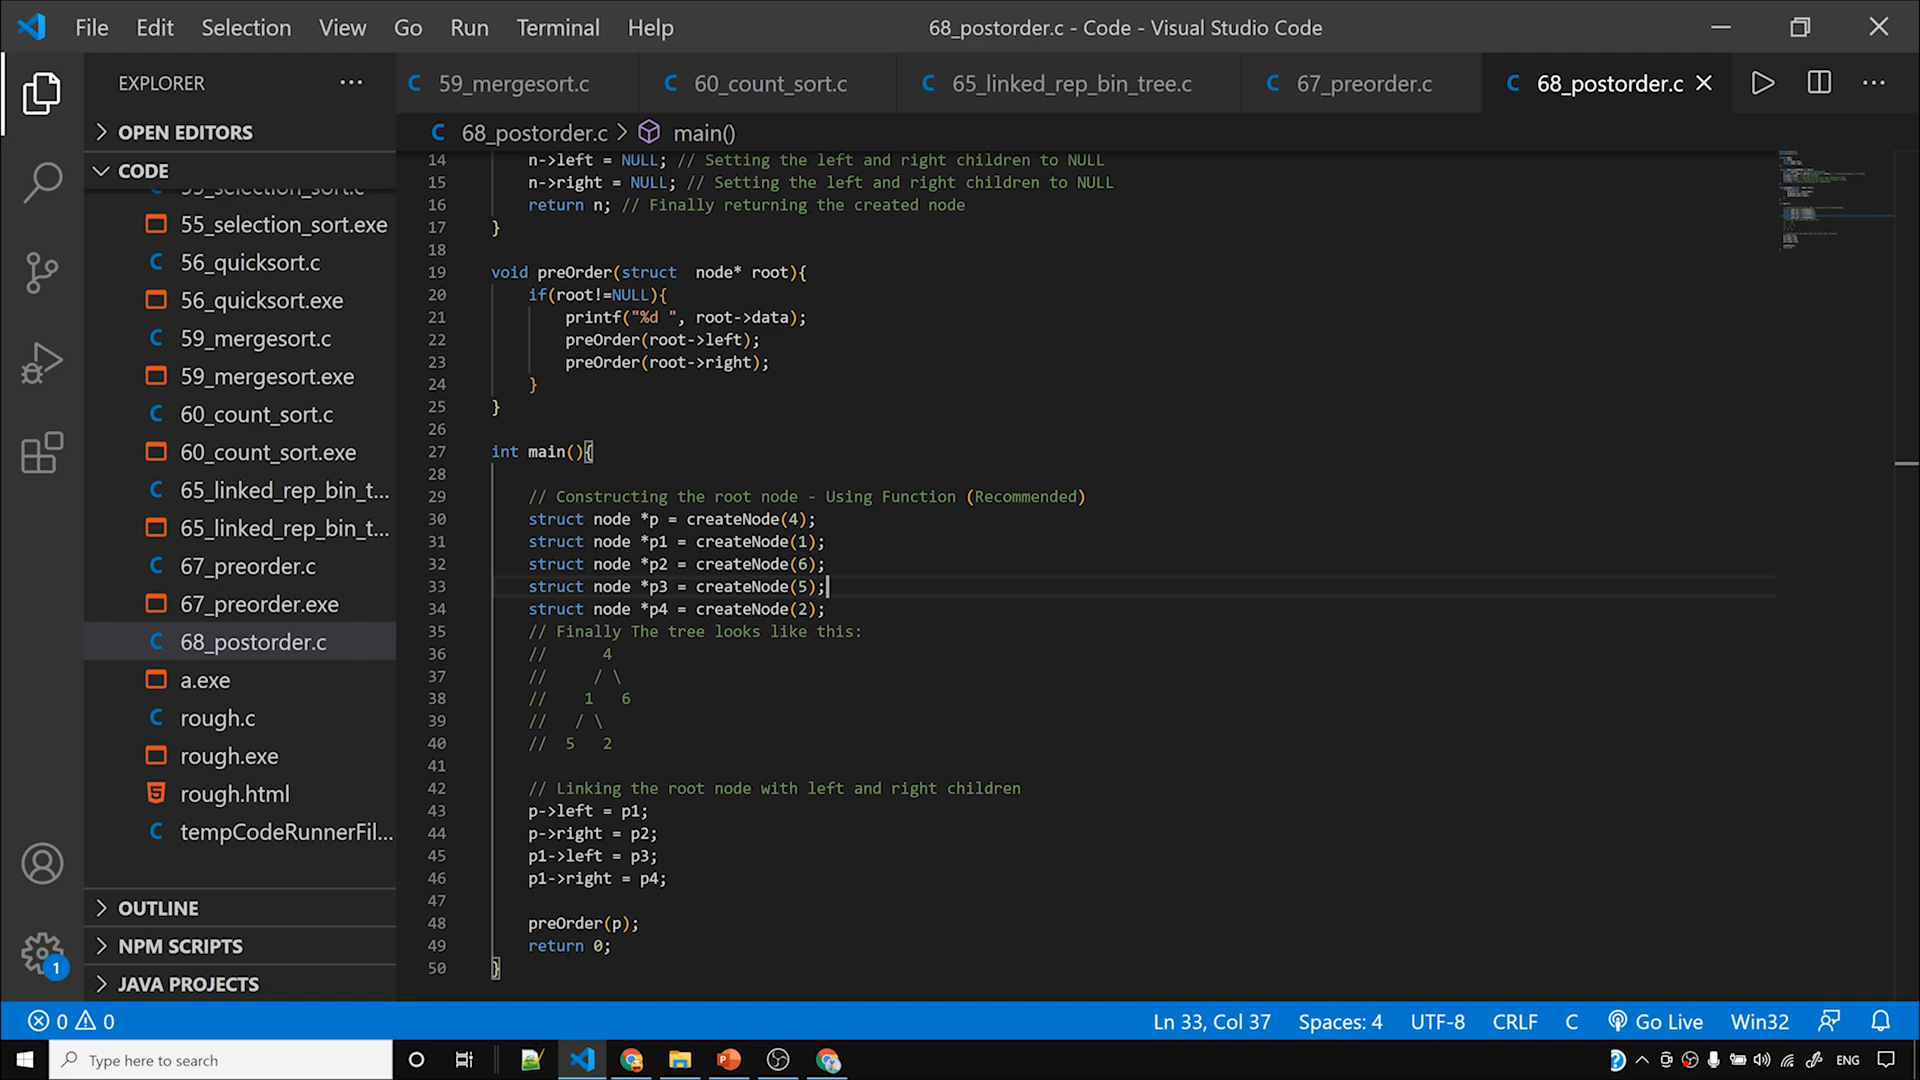 File Edit Selection View Go Run Terminal Help
68_postorder.c - Code - Visual Studio Code
EXPLORER
59_mergesort.c
60_count_sort.c
65_linked_rep_bin_tree.c
67_preorder.c
68_postorder.c
OPEN EDITORS
CODE
55_selection_sort.c
55_selection_sort.exe
56_quicksort.c
56_quicksort.exe
59_mergesort.c
59_mergesort.exe
60_count_sort.c
60_count_sort.exe
65_linked_rep_bin_t...
65_linked_rep_bin_t...
67_preorder.c
67_preorder.exe
68_postorder.c
a.exe
rough.c
rough.exe
rough.html
tempCodeRunnerFil...
OUTLINE
NPM SCRIPTS
JAVA PROJECTS
1
68_postorder.c > main()
14 n->left = NULL; // Setting the left and right children to NULL
15 n->right = NULL; // Setting the left and right children to NULL
16 return n; // Finally returning the created node
17 }
18
19 void preOrder(struct  node* root){
20 if(root!=NULL){
21 printf("%d ", root->data);
22 preOrder(root->left);
23 preOrder(root->right);
24 }
25 }
26
27 int main(){
28
29 // Constructing the root node - Using Function (Recommended)
30 struct node *p = createNode(4);
31 struct node *p1 = createNode(1);
32 struct node *p2 = createNode(6);
33 struct node *p3 = createNode(5);
34 struct node *p4 = createNode(2);
35 // Finally The tree looks like this:
36 //      4
37 //     / \
38 //    1   6
39 //   / \
40 //  5   2
41
42 // Linking the root node with left and right children
43 p->left = p1;
44 p->right = p2;
45 p1->left = p3;
46 p1->right = p4;
47
48 preOrder(p);
49 return 0;
50 }
0 0
Ln 33, Col 37 Spaces: 4 UTF-8 CRLF C Go Live Win32
Type here to search
ENG